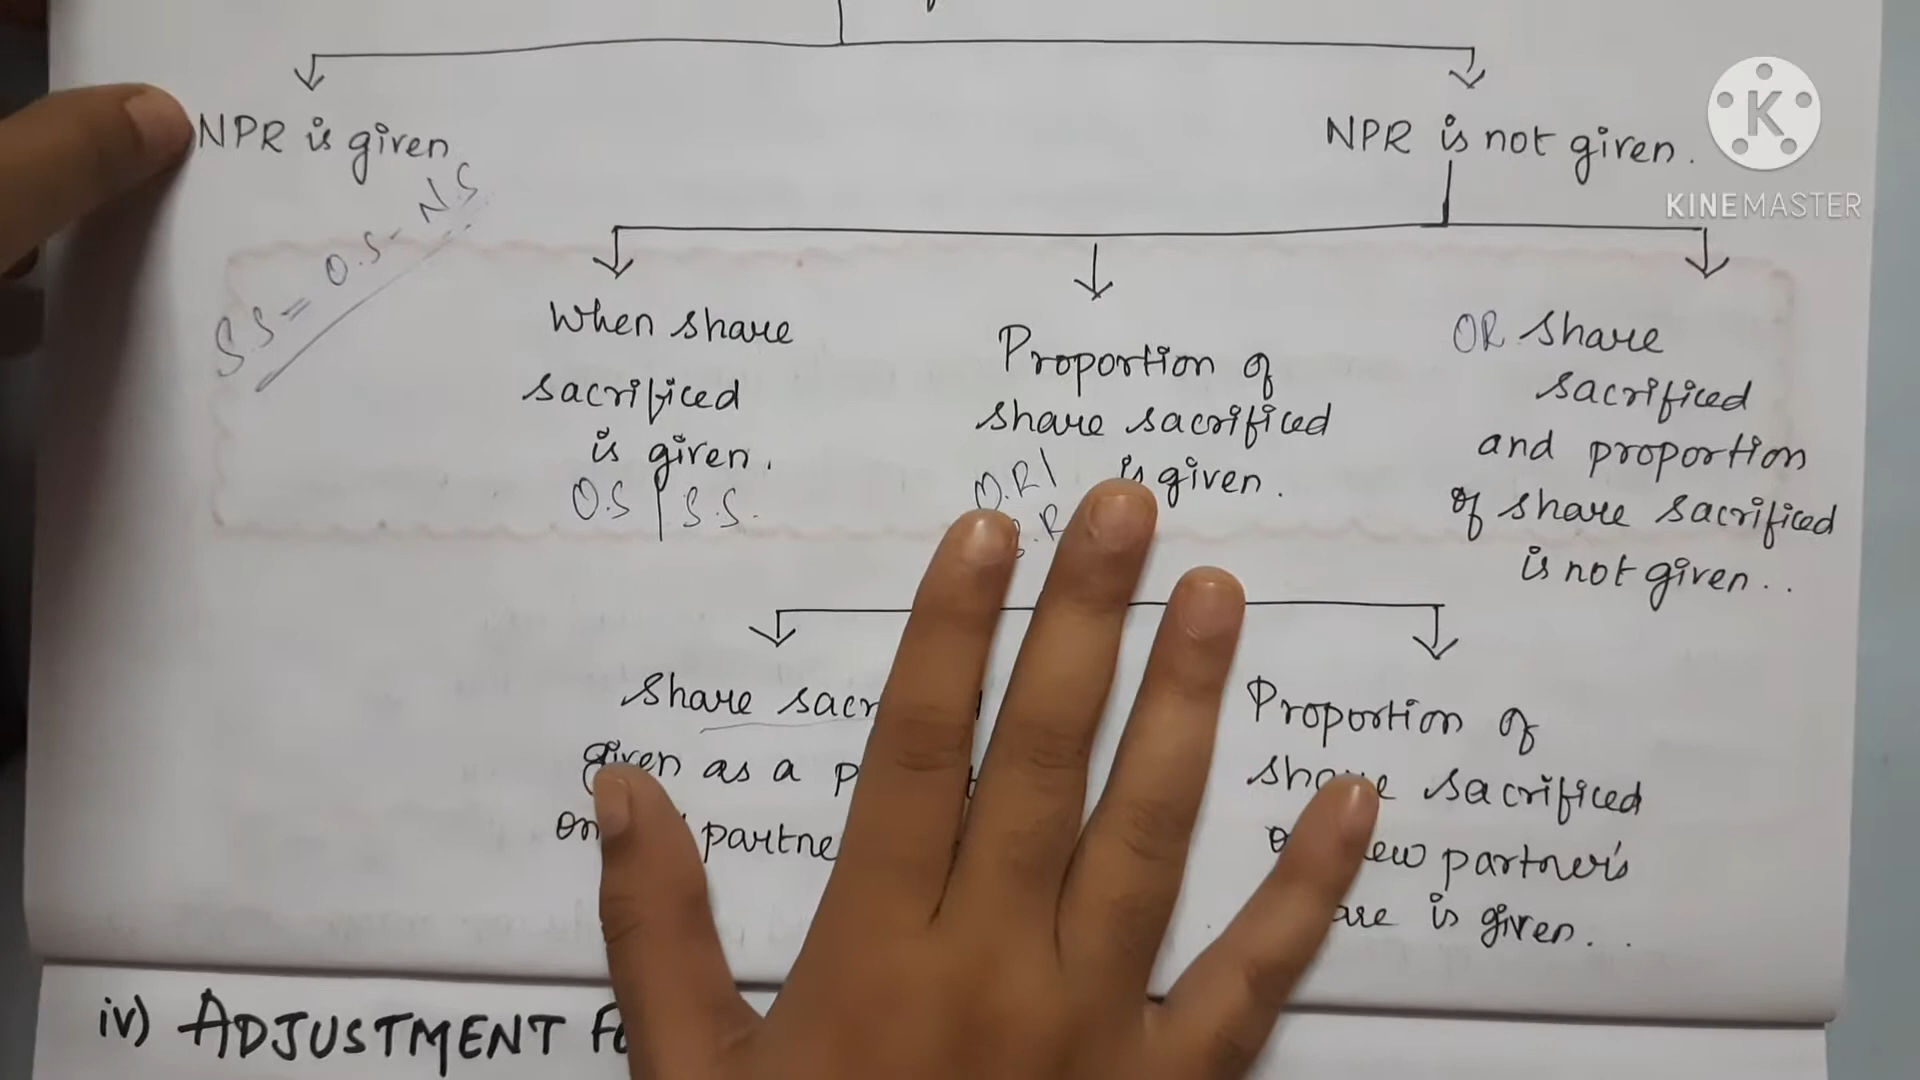 NPR is given
NPR is not given.
K
KINEMASTER
S.S = O.S - N.S
When share
sacrificed
is given.
O.S | S.S.
Proportion of
share sacrificed
is given.
O.R |
OR share
sacrificed
and proportion
of share sacrificed
is not given..
share
given as a
partne
Proportion of
share sacrificed
partner's
is given..
iv) ADJUSTMENT